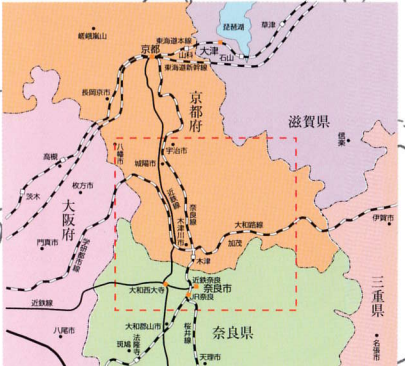 嵯峨嵐山
東海道本線
京都
山科
大津
石山
琵琶湖
草津
東海道新幹線
長岡京市
京都府
滋賀県
信楽
高槻
八幡市
宇治市
城陽市
茨木
枚方市
近鉄線
奈良線
大阪府
門真市
学研都市線
木津川市
大和路線
加茂
木津
伊賀市
三重県
近鉄線
大和西大寺
近鉄奈良
奈良市
JR奈良
八尾市
大和郡山市
斑鳩
法隆寺
桜井線
奈良県
天理市
名張市